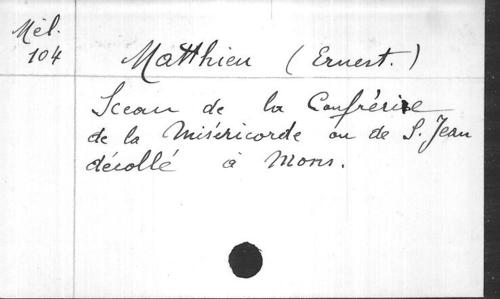 Mél.
104
Matthieu (Ernest.)
Sceau de la Confrérie
de la Miséricorde ou de S. Jean
décollé à Mons.